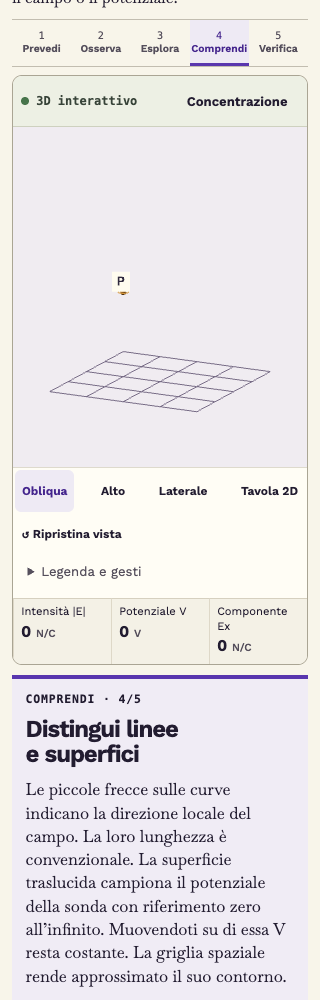 il campo o il potenziale.
1 2 3 4 5
Prevedi Osserva Esplora Comprendi Verifica
3D interattivo Concentrazione
P
Obliqua Alto Laterale Tavola 2D
↺ Ripristina vista
▶ Legenda e gesti
Intensità |E| Potenziale V Componente Ex
0 N/C 0 V 0 N/C
COMPRENDI · 4/5
Distingui linee
e superfici
Le piccole frecce sulle curve
indicano la direzione locale del
campo. La loro lunghezza è
convenzionale. La superficie
traslucida campiona il potenziale
della sonda con riferimento zero
all’infinito. Muovendoti su di essa V
resta costante. La griglia spaziale
rende approssimato il suo contorno.